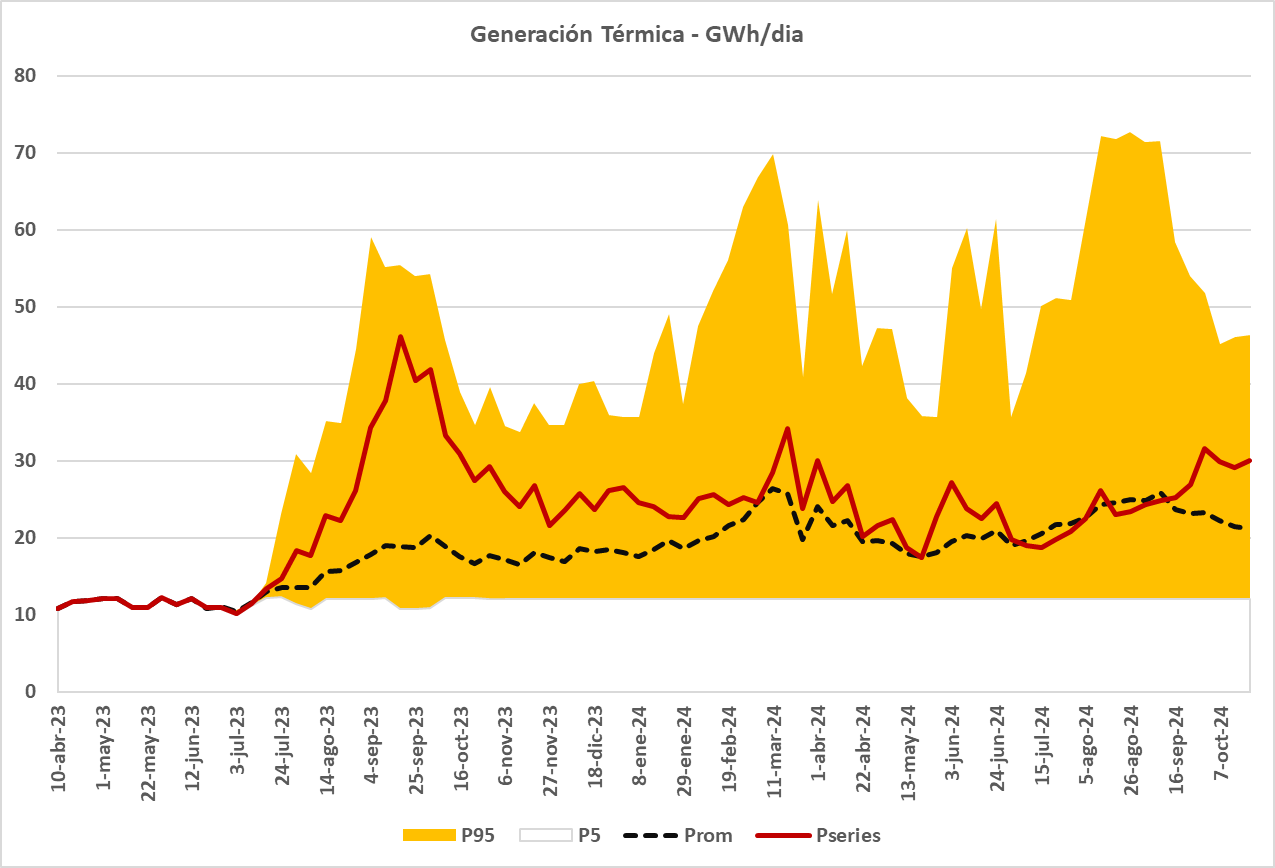 Generación Térmica - GWh/dia
80
70
60
50
40
30
20
10
0
10-abr-23
1-may-23
22-may-23
12-jun-23
3-jul-23
24-jul-23
14-ago-23
4-sep-23
25-sep-23
16-oct-23
6-nov-23
27-nov-23
18-dic-23
8-ene-24
29-ene-24
19-feb-24
11-mar-24
1-abr-24
22-abr-24
13-may-24
3-jun-24
24-jun-24
15-jul-24
5-ago-24
26-ago-24
16-sep-24
7-oct-24
P95 P5 Prom Pseries